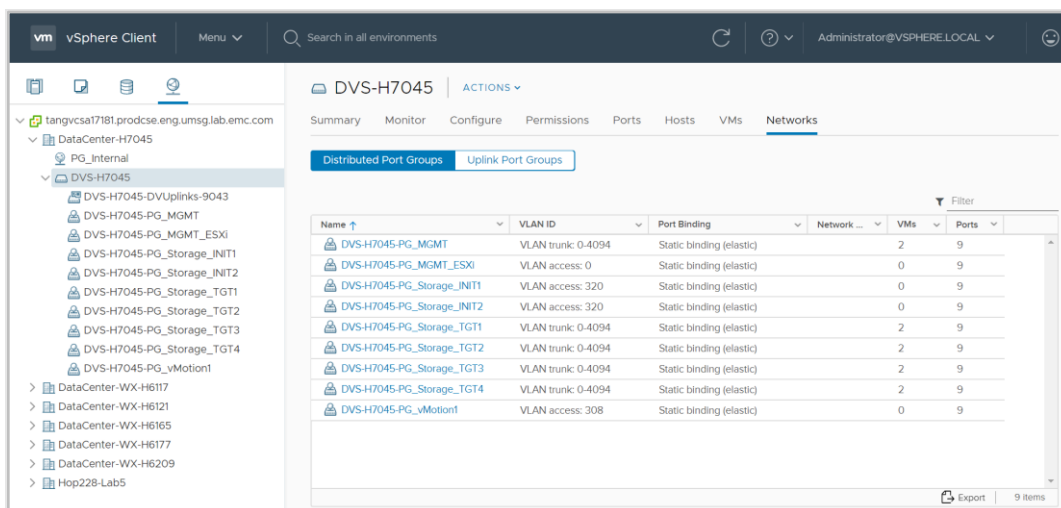 vm vSphere Client Menu Search in all environments Administrator@VSPHERE.LOCAL
tangvcsa17181.prodcse.eng.umsg.lab.emc.com
DataCenter-H7045
PG_Internal
DVS-H7045
DVS-H7045-DVUplinks-9043
DVS-H7045-PG_MGMT
DVS-H7045-PG_MGMT_ESXi
DVS-H7045-PG_Storage_INIT1
DVS-H7045-PG_Storage_INIT2
DVS-H7045-PG_Storage_TGT1
DVS-H7045-PG_Storage_TGT2
DVS-H7045-PG_Storage_TGT3
DVS-H7045-PG_Storage_TGT4
DVS-H7045-PG_vMotion1
DataCenter-WX-H6117
DataCenter-WX-H6121
DataCenter-WX-H6165
DataCenter-WX-H6177
DataCenter-WX-H6209
Hop228-Lab5
DVS-H7045 ACTIONS
Summary Monitor Configure Permissions Ports Hosts VMs Networks
Distributed Port Groups Uplink Port Groups
Filter
Name VLAN ID Port Binding Network ... VMs Ports
DVS-H7045-PG_MGMT VLAN trunk: 0-4094 Static binding (elastic) 2 9
DVS-H7045-PG_MGMT_ESXi VLAN access: 0 Static binding (elastic) 0 9
DVS-H7045-PG_Storage_INIT1 VLAN access: 320 Static binding (elastic) 0 9
DVS-H7045-PG_Storage_INIT2 VLAN access: 320 Static binding (elastic) 0 9
DVS-H7045-PG_Storage_TGT1 VLAN trunk: 0-4094 Static binding (elastic) 2 9
DVS-H7045-PG_Storage_TGT2 VLAN trunk: 0-4094 Static binding (elastic) 2 9
DVS-H7045-PG_Storage_TGT3 VLAN trunk: 0-4094 Static binding (elastic) 2 9
DVS-H7045-PG_Storage_TGT4 VLAN trunk: 0-4094 Static binding (elastic) 2 9
DVS-H7045-PG_vMotion1 VLAN access: 308 Static binding (elastic) 0 9
Export 9 items